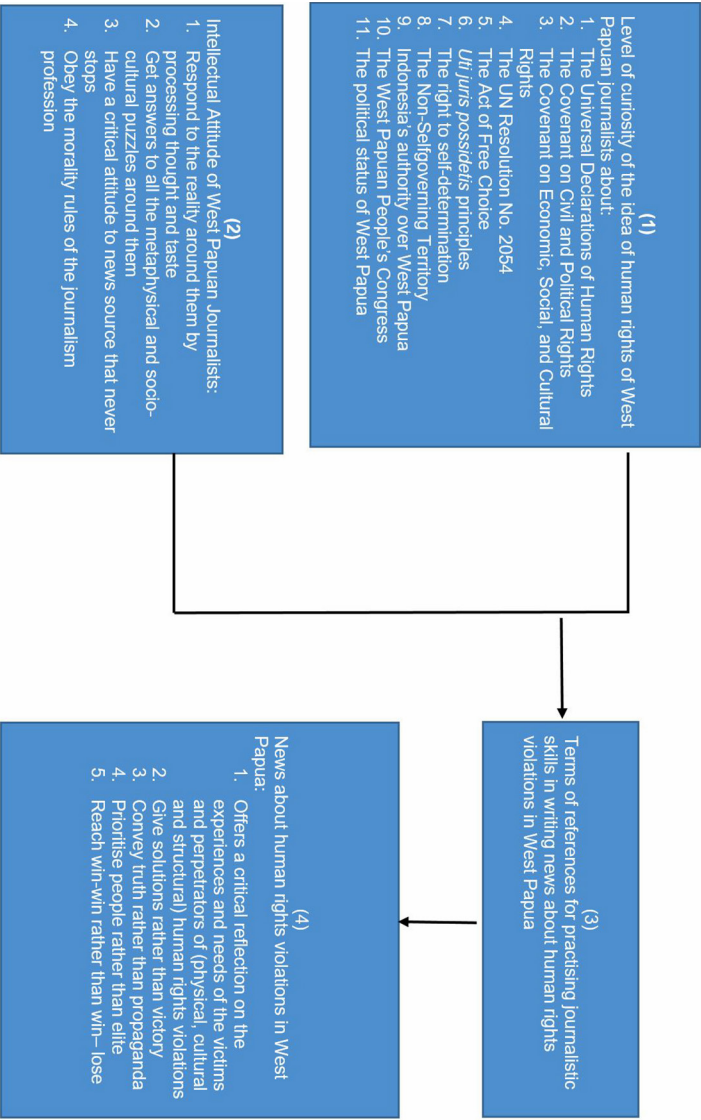 (1)
Level of curiosity of the idea of human rights of West
Papuan journalists about:
1. The Universal Declarations of Human Rights
2. The Covenant on Civil and Political Rights
3. The Covenant on Economic, Social, and Cultural
Rights
4. The UN Resolution No. 2054
5. The Act of Free Choice
6. Uti juris possidetis principles
7. The right to self-determination
8. The Non-Selfgoverning Territory
9. Indonesia's authority over West Papua
10. The West Papuan People's Congress
11. The political status of West Papua
(2)
Intellectual Attitude of West Papuan Journalists:
1. Respond to the reality around them by
processing thought and taste
2. Get answers to all the metaphysical and socio-
cultural puzzles around them
3. Have a critical attitude to news source that never
stops
4. Obey the morality rules of the journalism
profession
(3)
Terms of references for practising journalistic
skills in writing news about human rights
violations in West Papua
(4)
News about human rights violations in West
Papua:
1. Offers a critical reflection on the
experiences and needs of the victims
and perpetrators of (physical, cultural
and structural) human rights violations
2. Give solutions rather than victory
3. Convey truth rather than propaganda
4. Prioritise people rather than elite
5. Reach win-win rather than win– lose